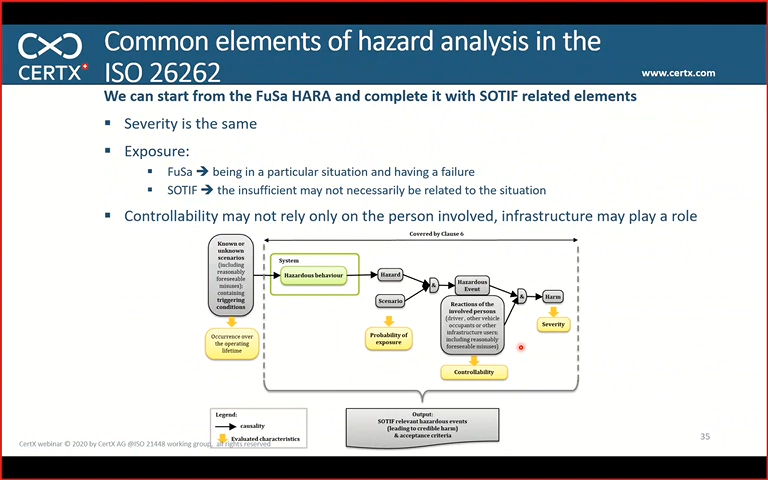 Common elements of hazard analysis in the
ISO 26262
CERTX
www.certx.com
We can start from the FuSa HARA and complete it with SOTIF related elements
Severity is the same
Exposure:
FuSa ➔ being in a particular situation and having a failure
SOTIF ➔ the insufficient may not necessarily be related to the situation
Controllability may not rely only on the person involved, infrastructure may play a role
Covered by Clause 6
Known or
unknown
scenarios
(including
reasonably
foreseeable
misuses);
containing
triggering
conditions
System
Hazardous behaviour
Hazard
Scenario
&
Hazardous
Event
Reactions of the
involved persons
(driver , other vehicle
occupants or other
infrastructure users;
including reasonably
foreseeable misuses)
&
Harm
Severity
Occurrence over
the operating
lifetime
Probability of
exposure
Controllability
Legend:
causality
Evaluated characteristics
Output:
SOTIF relevant hazardous events
(leading to credible harm)
& acceptance criteria
CertX webinar © 2020 by CertX AG @ISO 21448 working group, all rights reserved
35